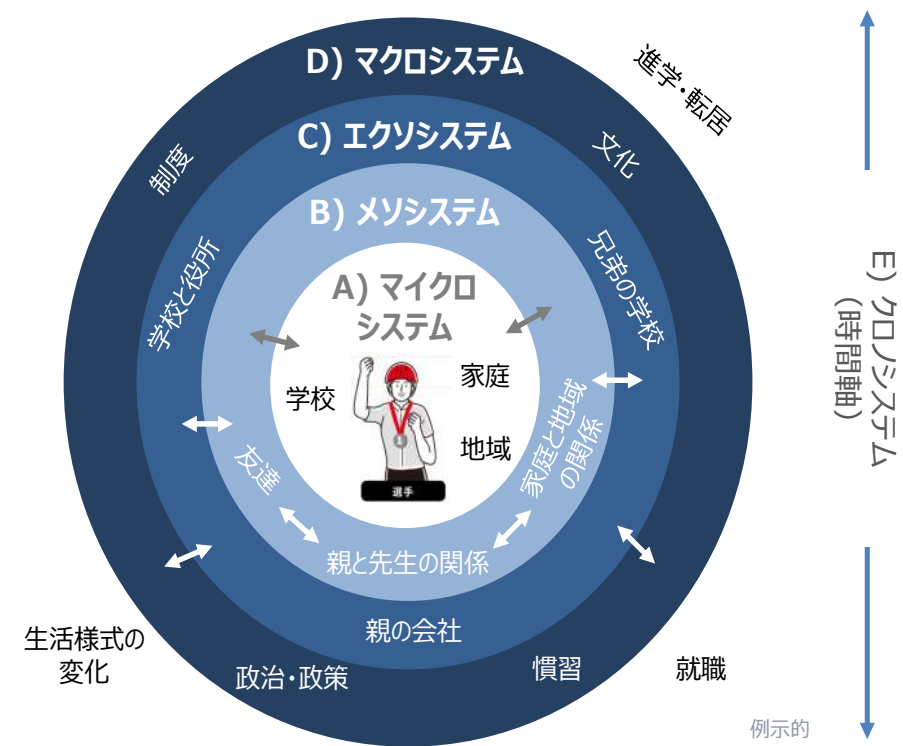 D) マクロシステム
進学・転居
C) エクソシステム
制度
文化
B) メソシステム
学校と役所
兄弟の学校
A) マイクロ
システム
学校
家庭
地域
選手
友達
家庭と地域
の関係
親と先生の関係
親の会社
生活様式の
変化
政治・政策
慣習
就職
E) クロノシステム
(時間軸)
例示的